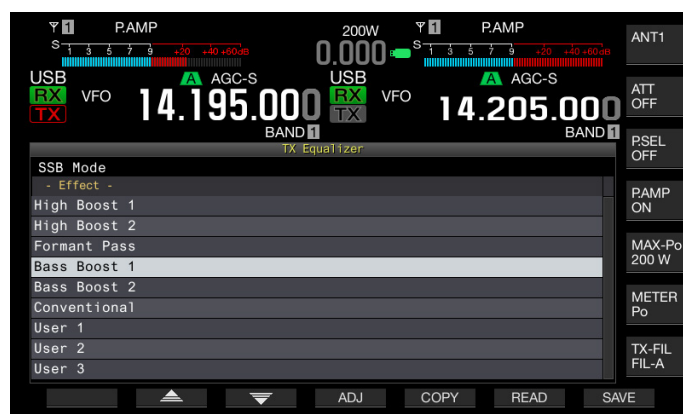 1 P.AMP 200W 1 P.AMP ANT1
S 1 3 5 7 9 +20 +40 +60dB 0.000 S 1 3 5 7 9 +20 +40 +60dB
USB A AGC-S USB A AGC-S ATT OFF
RX VFO 14.195.000 RX VFO 14.205.000
TX TX
BAND 1 BAND 1
TX Equalizer P.SEL OFF
SSB Mode
- Effect -
High Boost 1 P.AMP ON
High Boost 2
Formant Pass MAX-Po 200 W
Bass Boost 1
Bass Boost 2 METER Po
Conventional
User 1
User 2 TX-FIL FIL-A
User 3
ADJ COPY READ SAVE